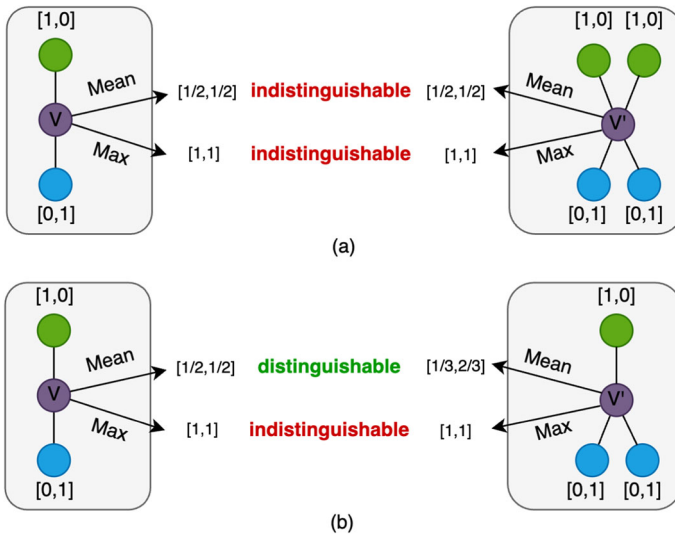 [1,0] [1,0] [1,0]
Mean [1/2,1/2] indistinguishable [1/2,1/2] Mean
V V'
Max [1,1] indistinguishable [1,1] Max
[0,1] [0,1] [0,1]
(a)
[1,0] [1,0]
Mean [1/2,1/2] distinguishable [1/3,2/3] Mean
V V'
Max [1,1] indistinguishable [1,1] Max
[0,1] [0,1] [0,1]
(b)